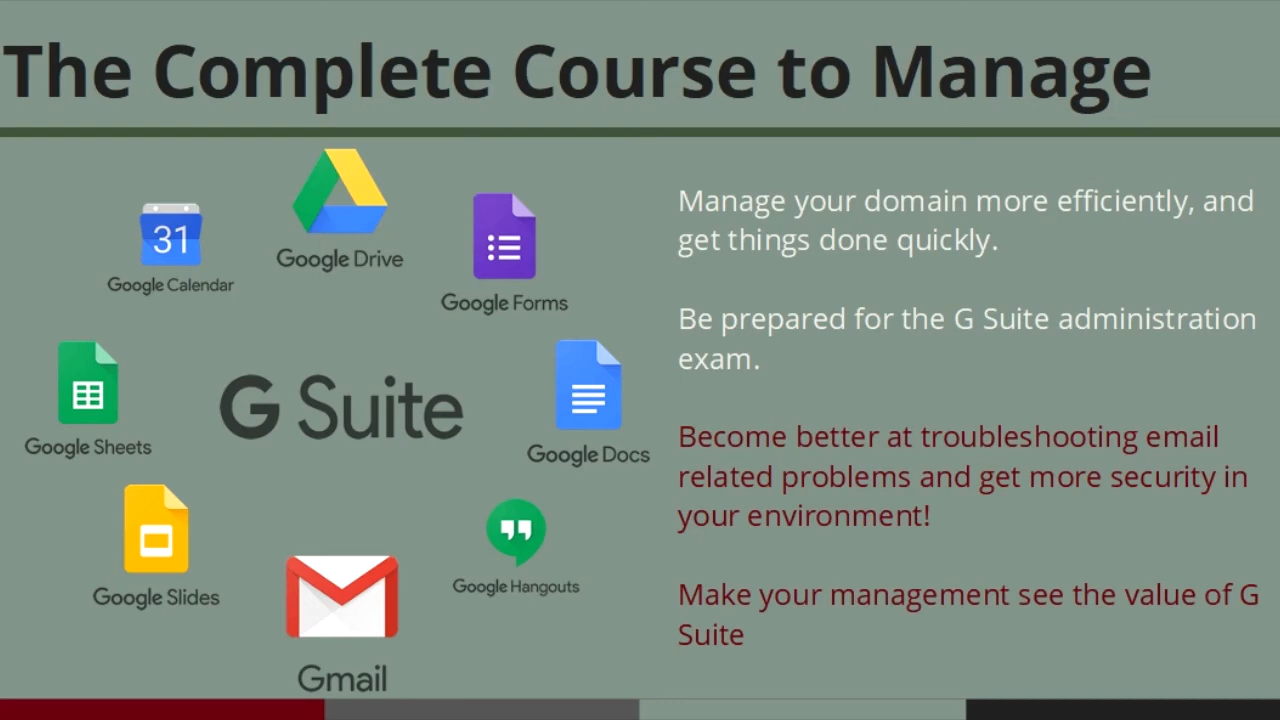 The Complete Course to Manage
31
Google Calendar
Google Drive
Google Forms
Google Sheets
G Suite
Google Docs
Google Slides
Google Hangouts
Gmail
Manage your domain more efficiently, and
get things done quickly.
Be prepared for the G Suite administration
exam.
Become better at troubleshooting email
related problems and get more security in
your environment!
Make your management see the value of G
Suite